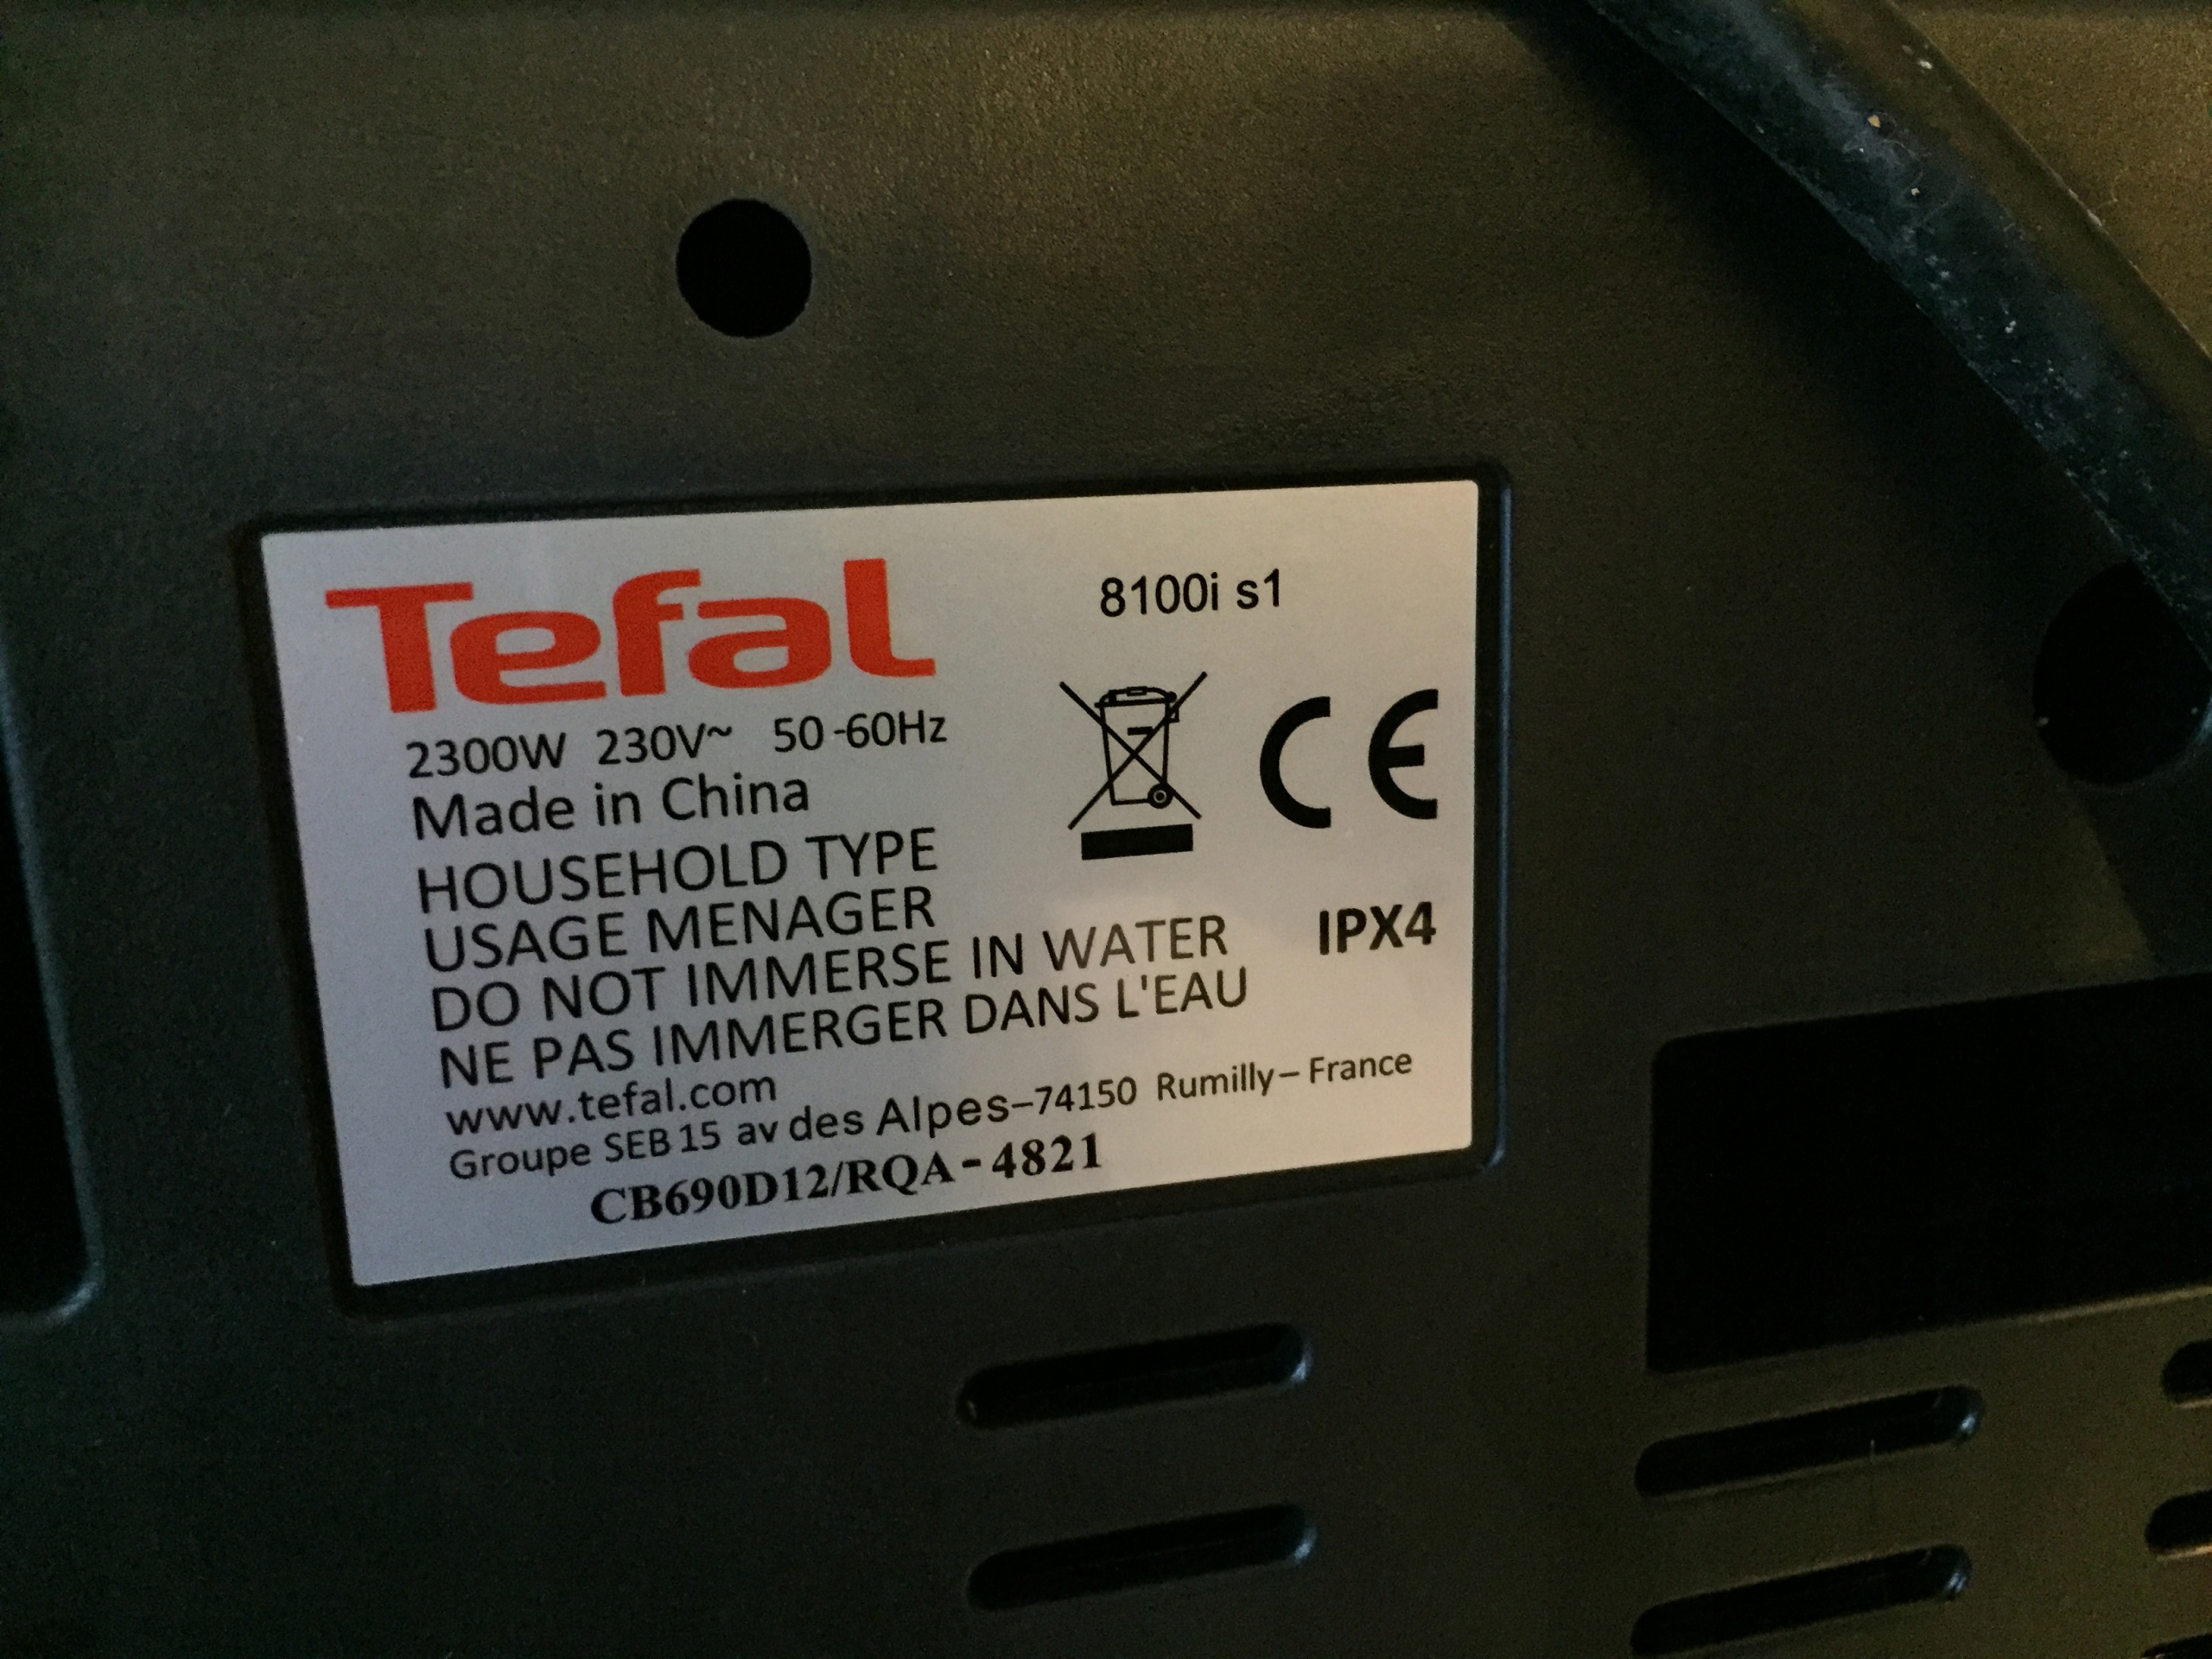 Tefal
8100i s1
2300W 230V~ 50-60Hz
Made in China
HOUSEHOLD TYPE
USAGE MENAGER
DO NOT IMMERSE IN WATER
NE PAS IMMERGER DANS L'EAU
CE
IPX4
www.tefal.com
Groupe SEB 15 av des Alpes–74150 Rumilly–France
CB690D12/RQA-4821